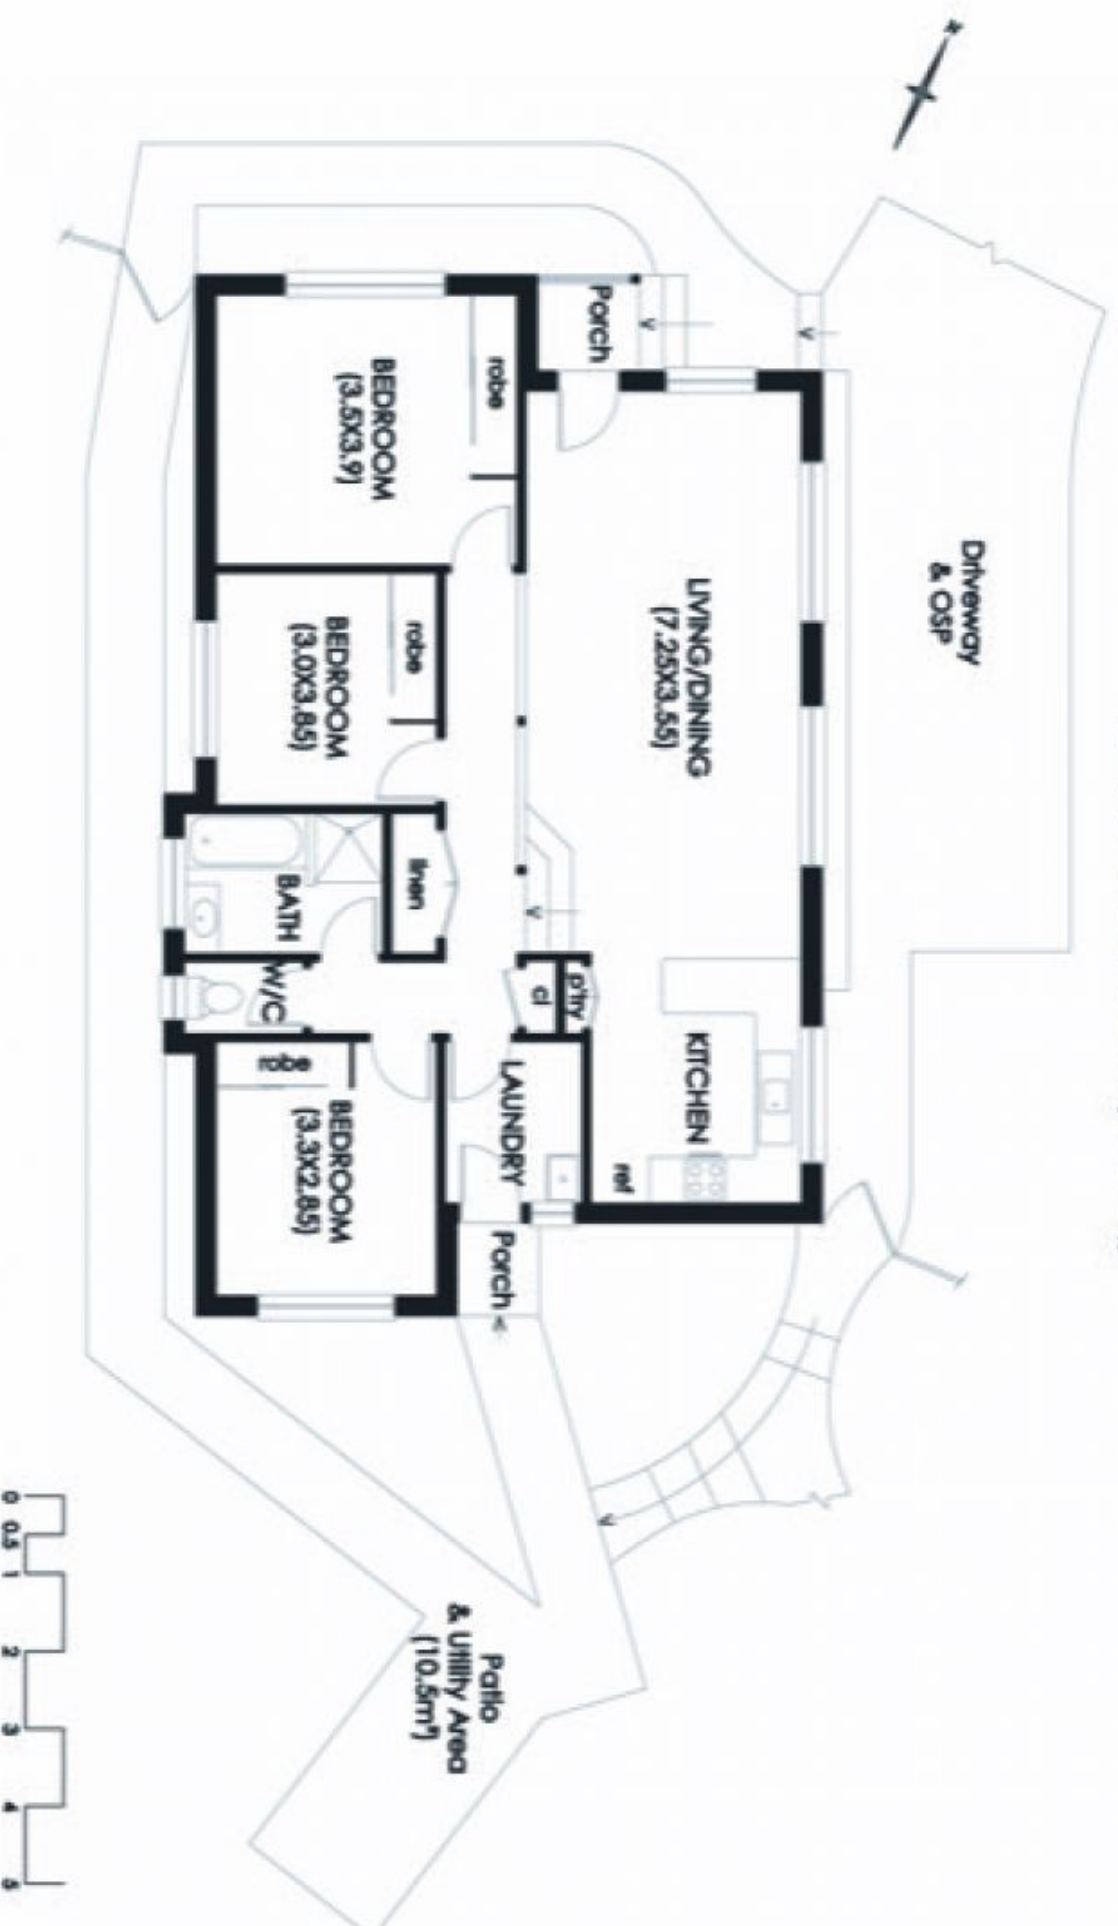 Driveway
& OSP
Porch
LIVING/DINING
(7.25X3.55)
KITCHEN
ref
p'try
cl
LAUNDRY
Porch
robe
BEDROOM
(3.5X3.9)
robe
BEDROOM
(3.0X3.85)
linen
BATH
W/C
robe
BEDROOM
(3.3X2.85)
Patio
& Utility Area
(10.5m²)
0 0.5 1 2 3 4 5